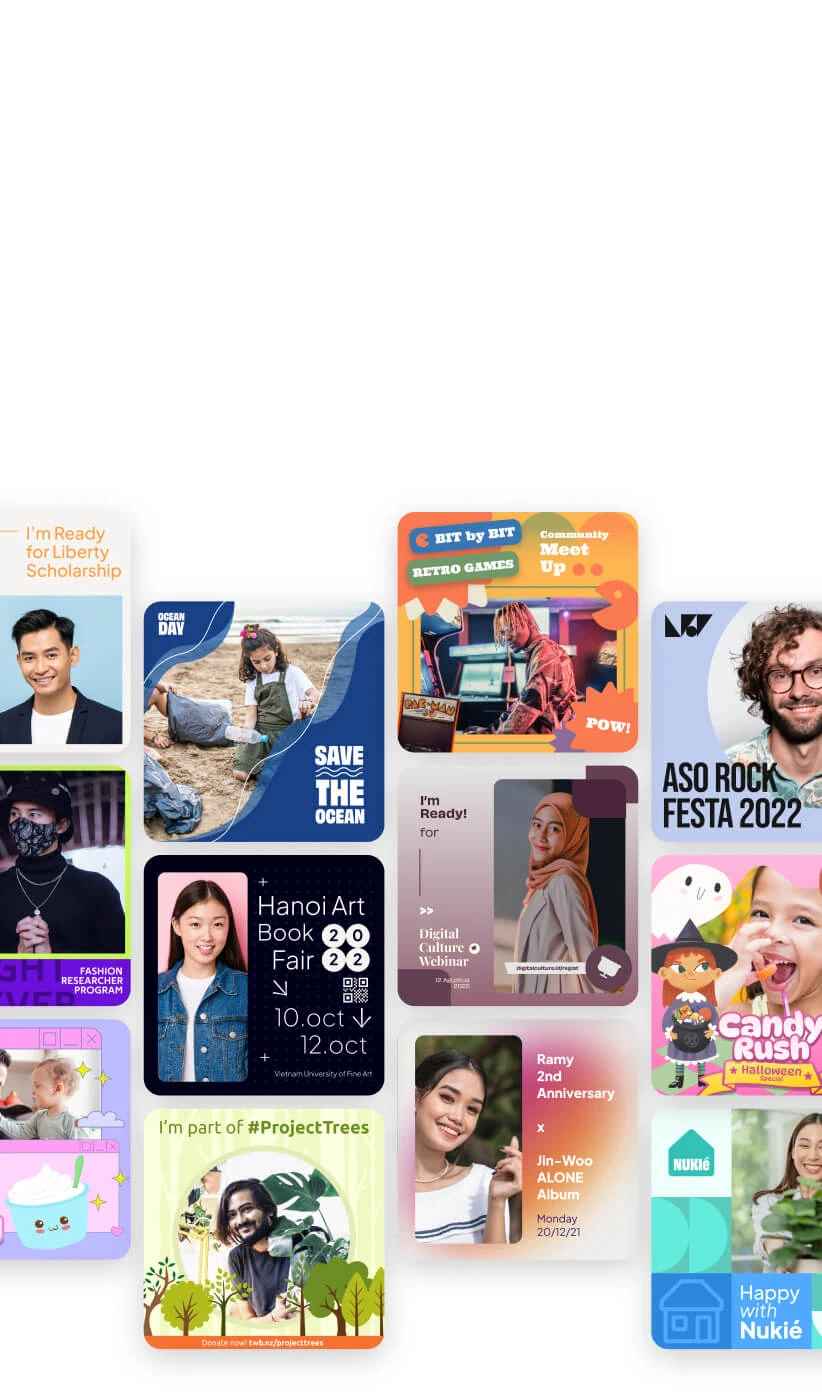 I'm Ready
for Liberty
Scholarship
FASHION
RESEARCHER
PROGRAM
OCEAN
DAY
SAVE
THE
OCEAN
Hanoi Art
Book 20
Fair 22
10.oct
12.oct
Vietnam University of Fine Art
I'm part of #ProjectTrees
Donate now! twb.nz/projecttrees
BIT by BIT
RETRO GAMES
Community
Meet
Up
PAC-MAN
POW!
I'm
Ready!
for
>>
Digital
Culture
Webinar
12 Agustus
2022
digitalculture.id/regist
Ramy
2nd
Anniversary
x
Jin-Woo
ALONE
Album
Monday
20/12/21
ASO ROCK
FESTA 2022
Candy
Rush
Halloween
Special
NUKIé
Happy
with
Nukié